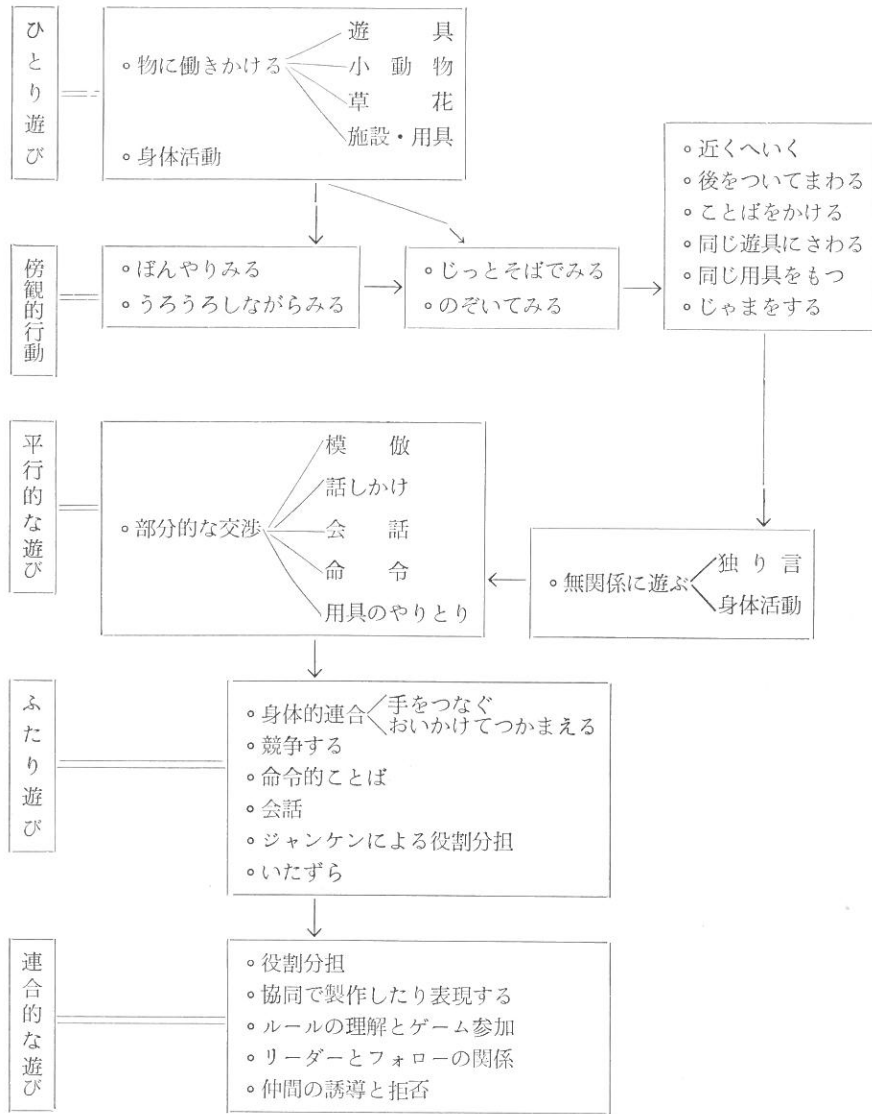 ひとり遊び
◦物に働きかける
遊具
小動物
草花
施設・用具
◦身体活動
傍観的行動
◦ぼんやりみる
◦うろうろしながらみる
◦じっとそばでみる
◦のぞいてみる
◦近くへいく
◦後をついてまわる
◦ことばをかける
◦同じ遊具にさわる
◦同じ用具をもつ
◦じゃまをする
平行的な遊び
◦無関係に遊ぶ
独り言
身体活動
◦部分的な交渉
模倣
話しかけ
会話
命令
用具のやりとり
ふたり遊び
◦身体的連合
手をつなぐ
おいかけてつかまえる
◦競争する
◦命令的ことば
◦会話
◦ジャンケンによる役割分担
◦いたずら
連合的な遊び
◦役割分担
◦協同で製作したり表現する
◦ルールの理解とゲーム参加
◦リーダーとフォローの関係
◦仲間の誘導と拒否